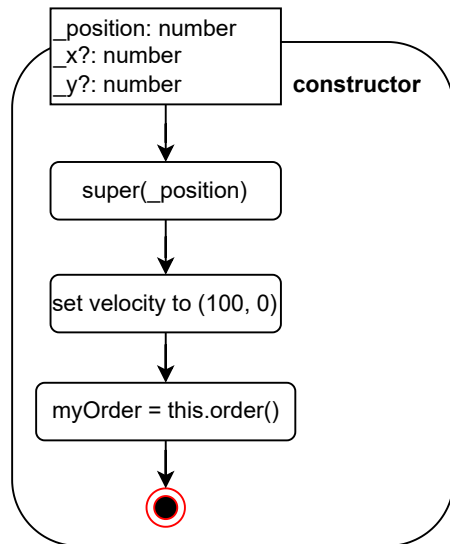 _position: number
_x?: number
_y?: number
constructor
super(_position)
set velocity to (100, 0)
myOrder = this.order()